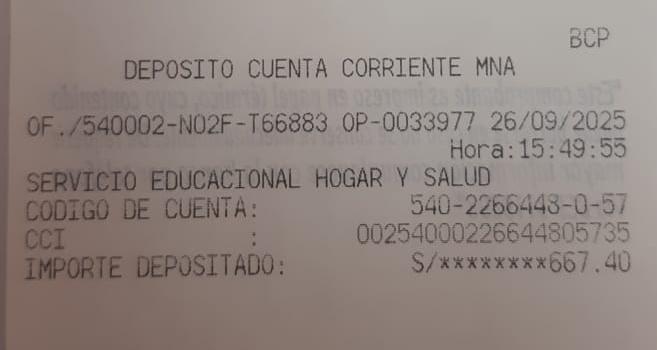 BCP
DEPOSITO CUENTA CORRIENTE MNA
OF./540002-N02F-T66883 OP-0033977 26/09/2025
Hora:15:49:55
SERVICIO EDUCACIONAL HOGAR Y SALUD
CODIGO DE CUENTA: 540-2266448-0-57
CCI : 00254000226644805735
IMPORTE DEPOSITADO: S/********667.40